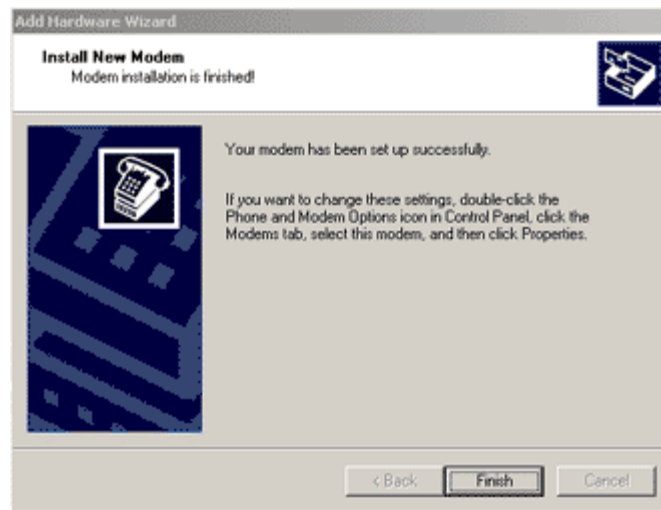 Add Hardware Wizard
Install New Modem
Modem installation is finished!
Your modem has been set up successfully.
If you want to change these settings, double-click the
Phone and Modem Options icon in Control Panel, click the
Modems tab, select this modem, and then click Properties.
< Back
Finish
Cancel